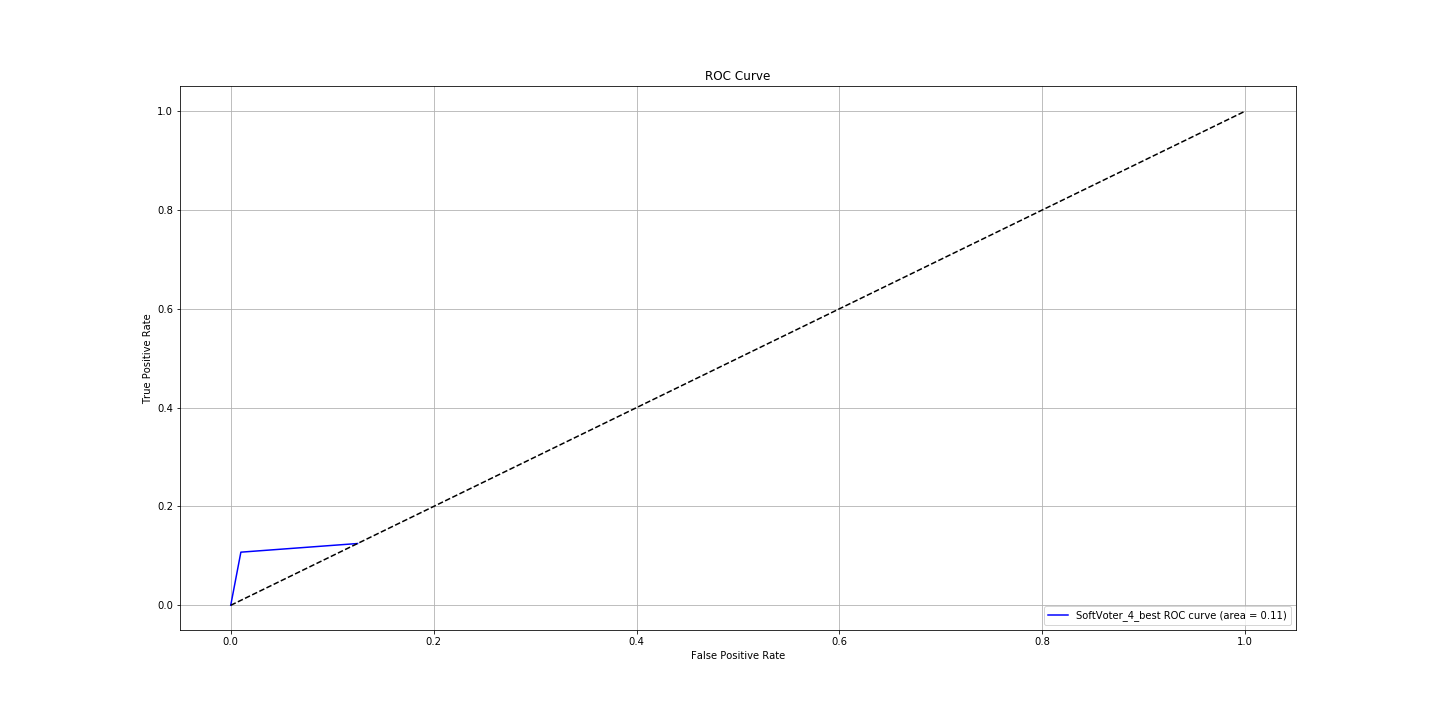 ROC Curve
1.0
0.8
0.6
0.4
0.2
0.0
True Positive Rate
0.0 0.2 0.4 0.6 0.8 1.0
False Positive Rate
SoftVoter_4_best ROC curve (area = 0.11)